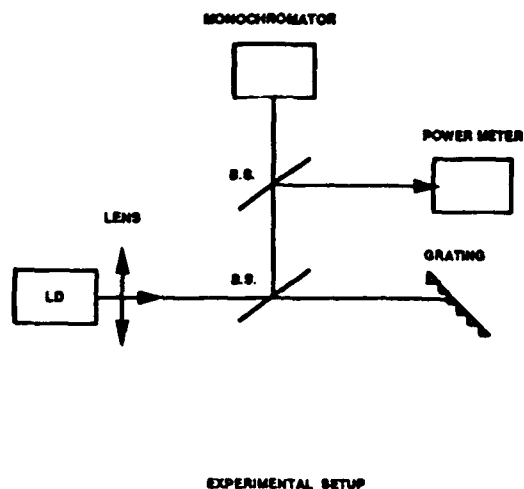 MONOCHROMATOR
POWER METER
B.S.
LENS
GRATING
B.S.
LD
EXPERIMENTAL SETUP